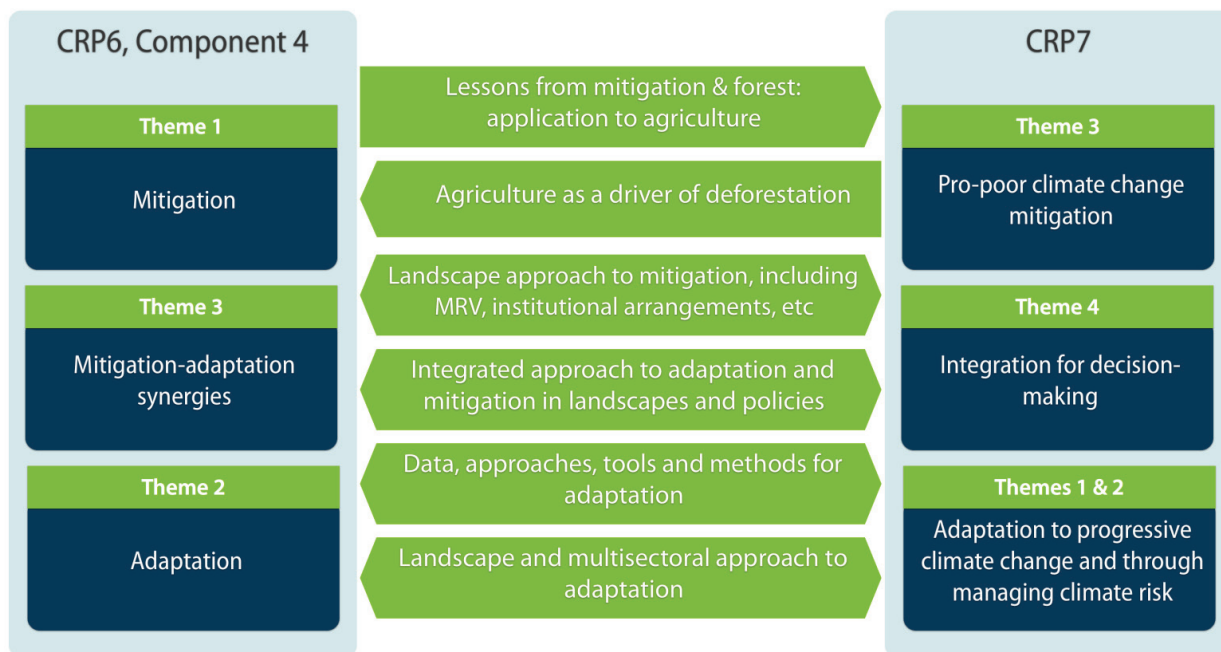 CRP6, Component 4
Theme 1
Mitigation
Theme 3
Mitigation-adaptation
synergies
Theme 2
Adaptation
Lessons from mitigation & forest:
application to agriculture
Agriculture as a driver of deforestation
Landscape approach to mitigation, including
MRV, institutional arrangements, etc
Integrated approach to adaptation and
mitigation in landscapes and policies
Data, approaches, tools and methods for
adaptation
Landscape and multisectoral approach to
adaptation
CRP7
Theme 3
Pro-poor climate change
mitigation
Theme 4
Integration for decision-
making
Themes 1 & 2
Adaptation to progressive
climate change and through
managing climate risk